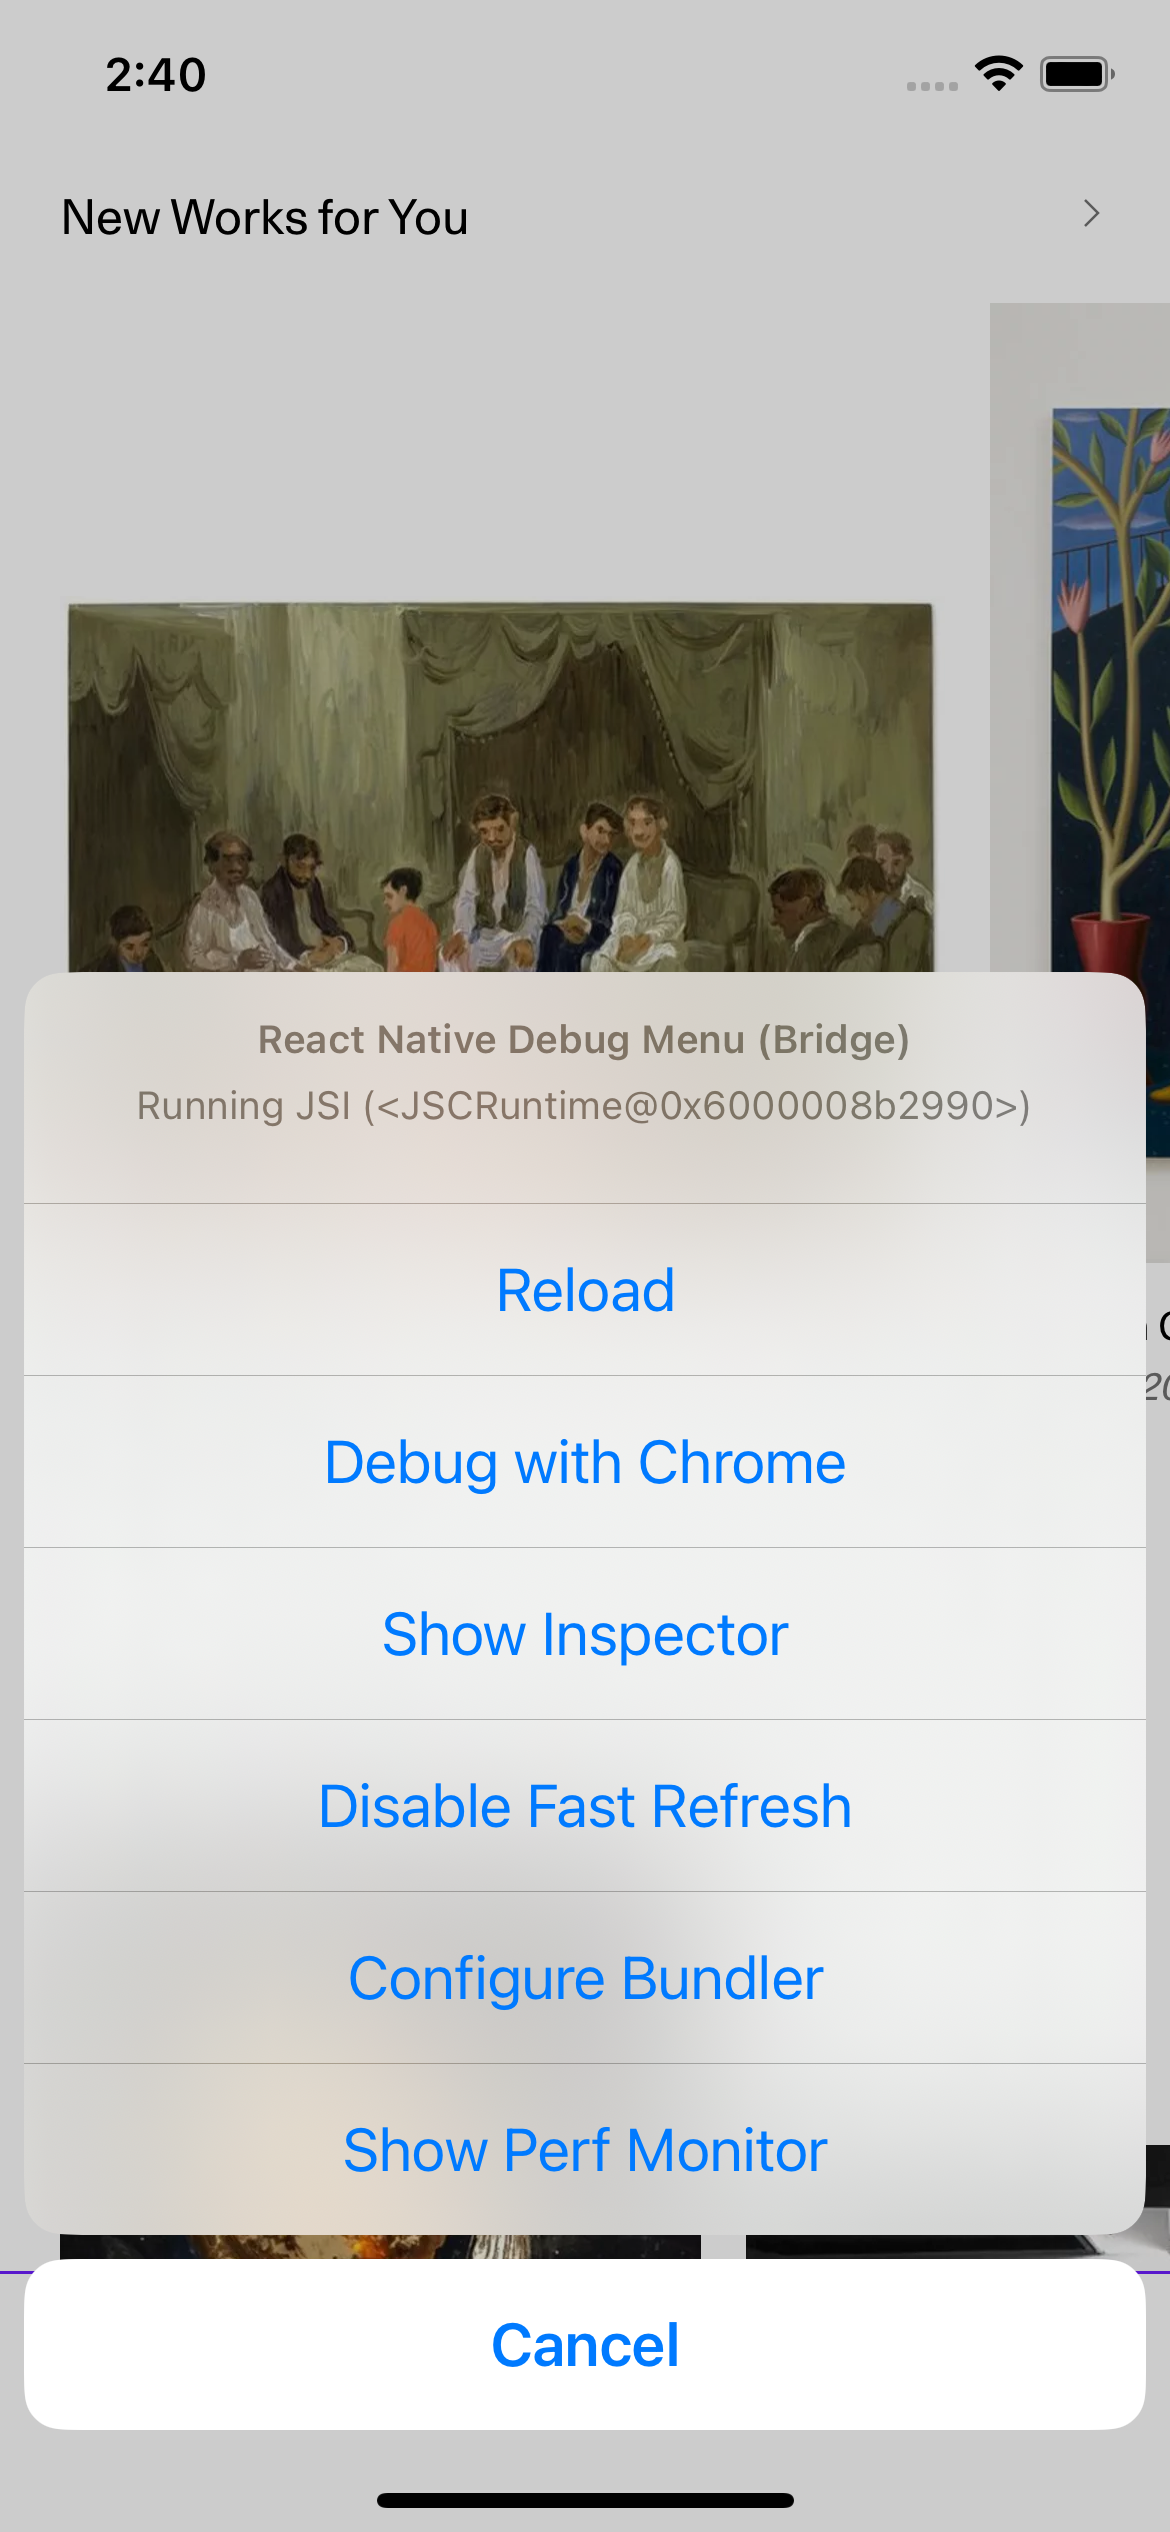 2:40
New Works for You
React Native Debug Menu (Bridge)
Running JSI (<JSCRuntime@0x6000008b2990>)
Reload
Debug with Chrome
Show Inspector
Disable Fast Refresh
Configure Bundler
Show Perf Monitor
Cancel